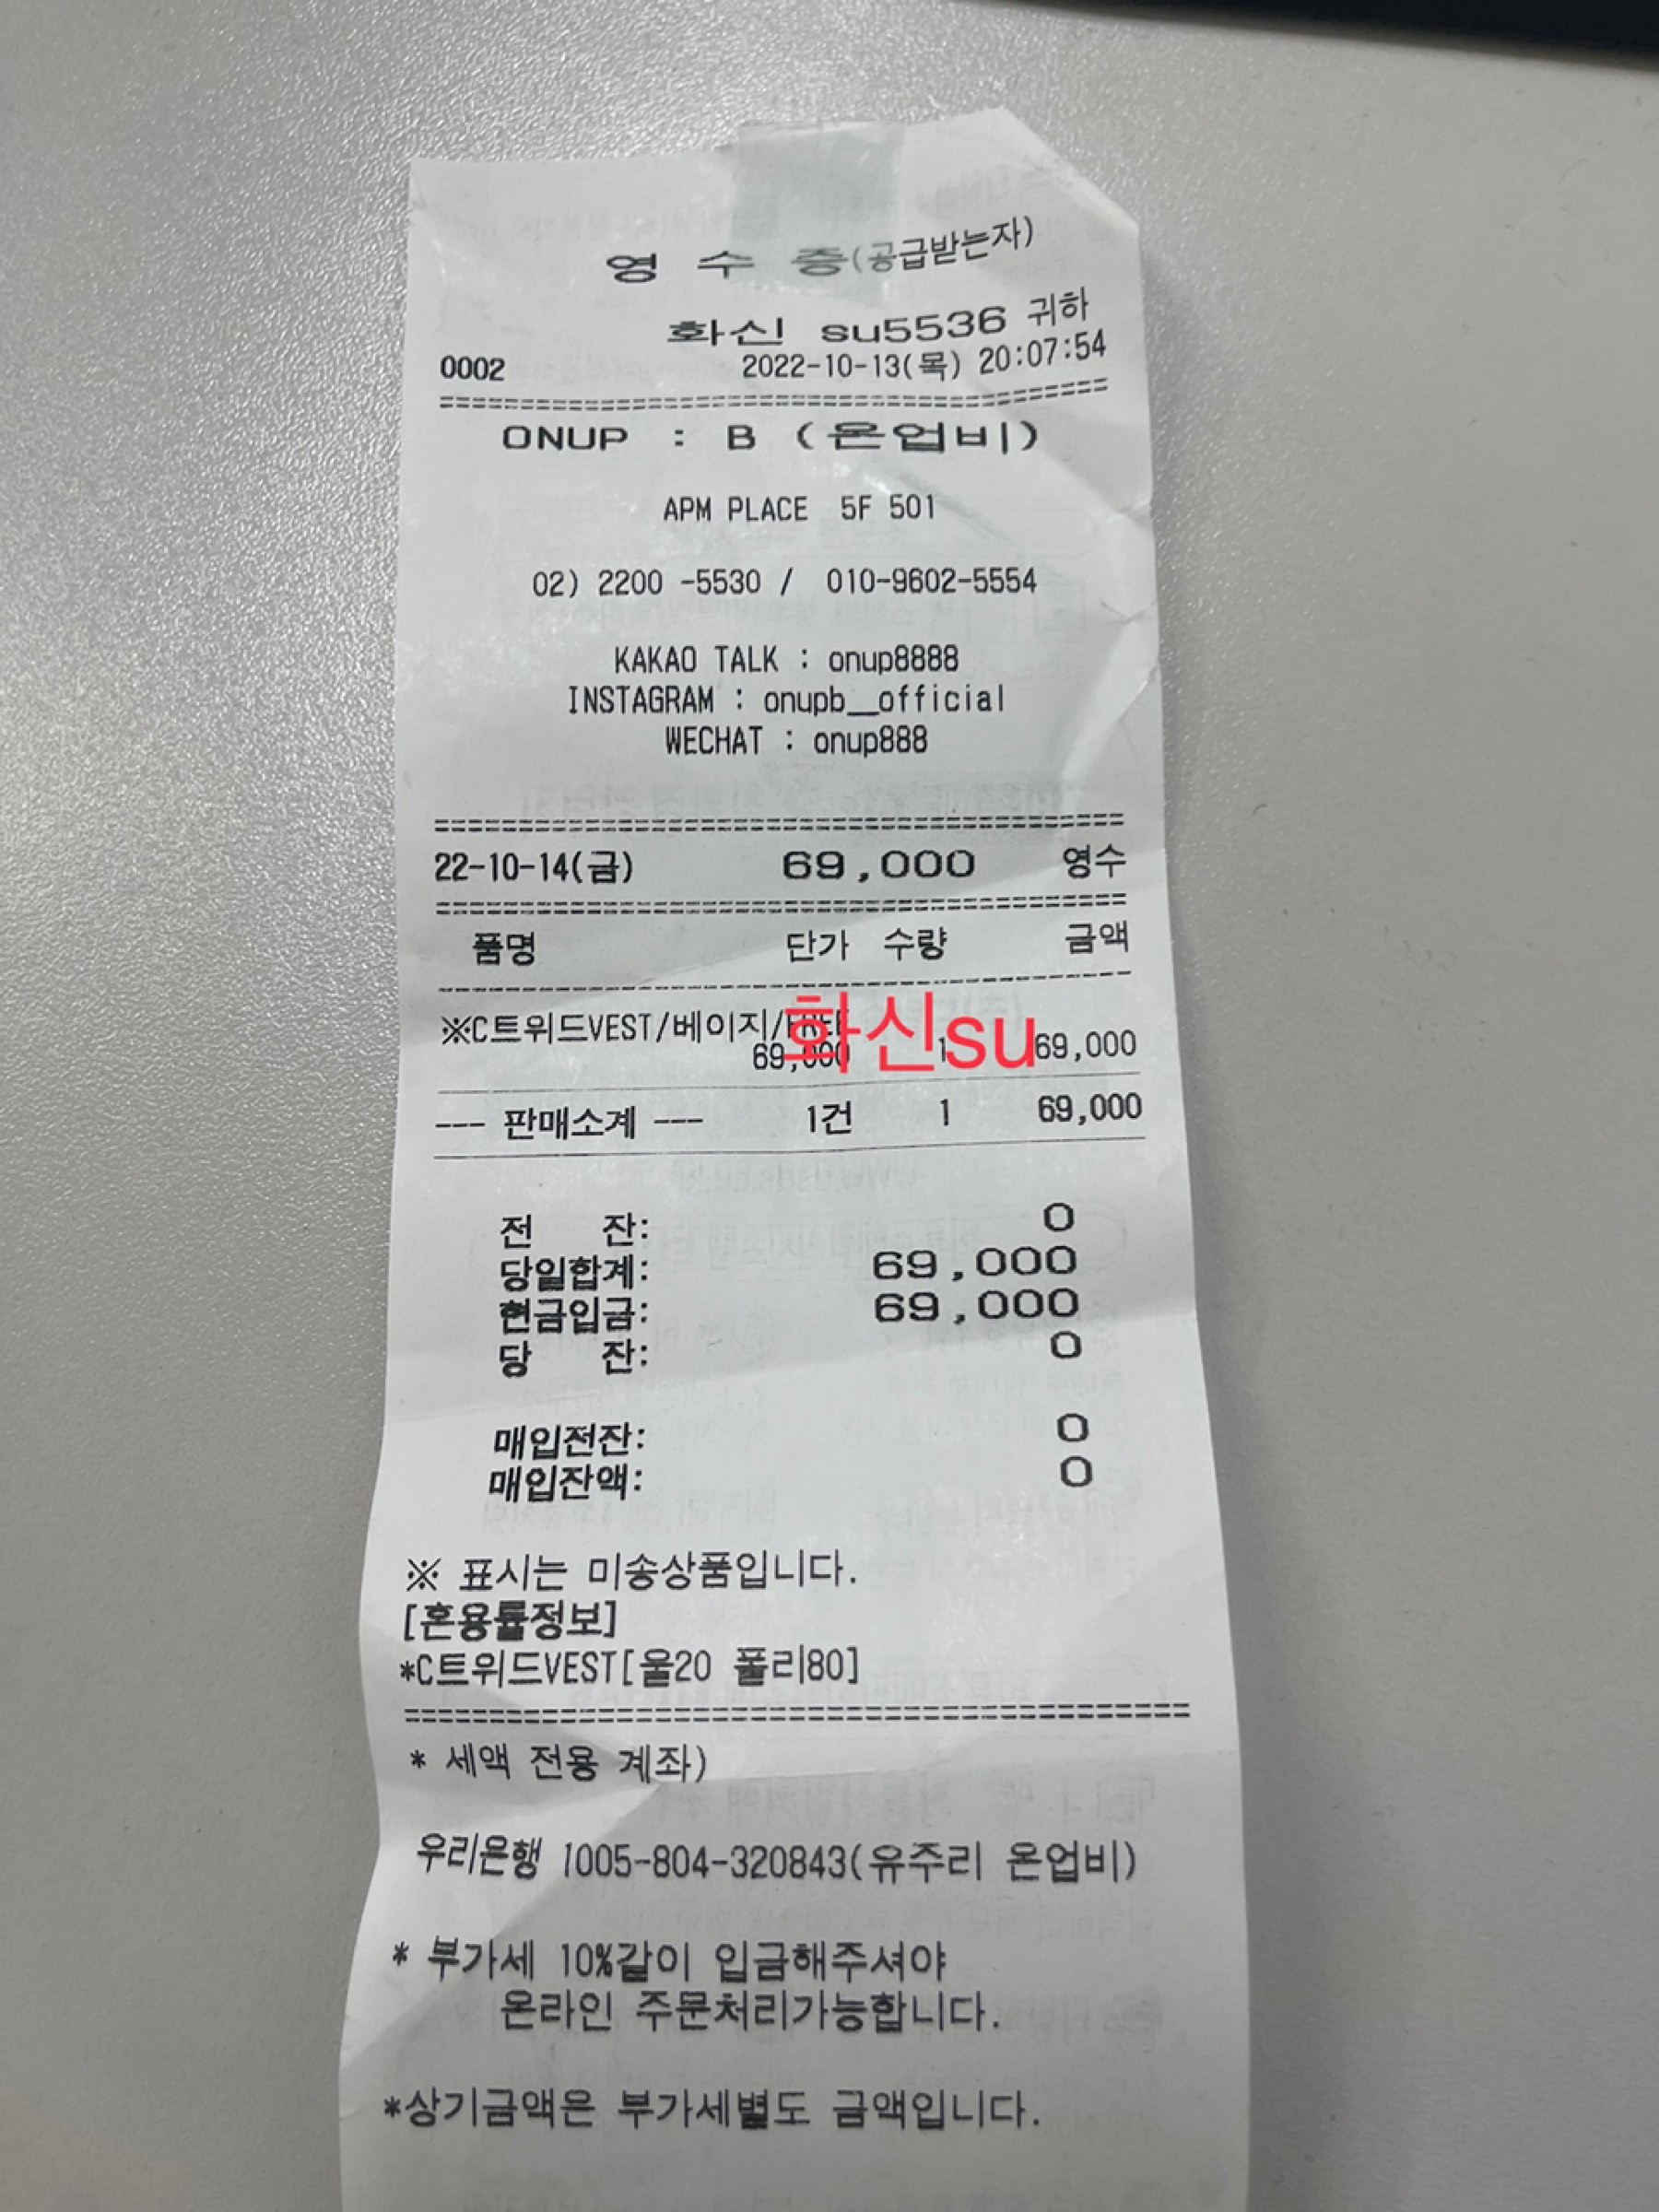 영 수 증(공급받는자)
화신 su5536 귀하
0002 2022-10-13(목) 20:07:54
========================================
ONUP : B (온업비)
APM PLACE 5F 501
02) 2200 -5530 / 010-9602-5554
KAKAO TALK : onup8888
INSTAGRAM : onupb__official
WECHAT : onup888
========================================
22-10-14(금) 69,000 영수
========================================
품명 단가 수량 금액
----------------------------------------
※C트위드VEST/베이지/FREE
화신su
69,000 1 69,000
--- 판매소계 --- 1건 1 69,000
전 잔: 0
당일합계: 69,000
현금입금: 69,000
당 잔: 0
매입전잔: 0
매입잔액: 0
※ 표시는 미송상품입니다.
[혼용률정보]
*C트위드VEST[울20 폴리80]
========================================
* 세액 전용 계좌)
우리은행 1005-804-320843(유주리 온업비)
* 부가세 10%같이 입금해주셔야
온라인 주문처리가능합니다.
*상기금액은 부가세별도 금액입니다.